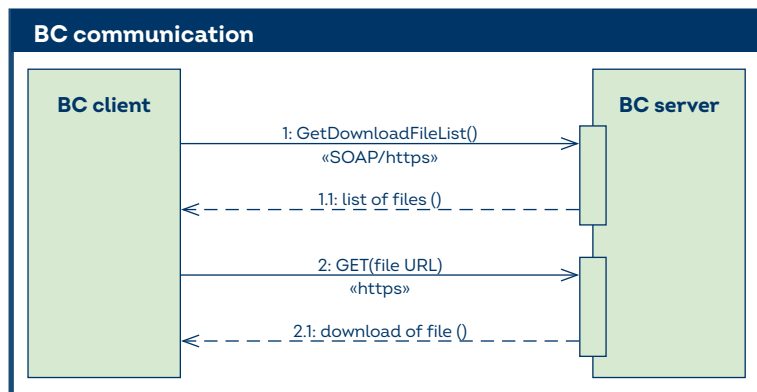 BC communication
BC client
BC server
1: GetDownloadFileList()
«SOAP/https»
1.1: list of files ()
2: GET(file URL)
«https»
2.1: download of file ()